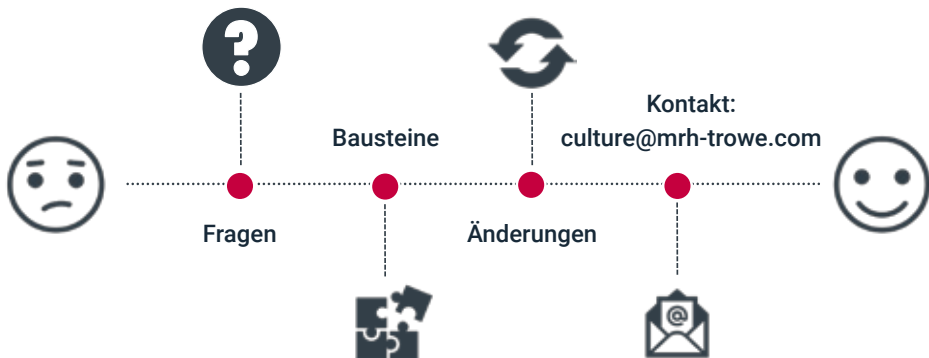 ?
Fragen
Bausteine
Änderungen
Kontakt:
culture@mrh-trowe.com
@